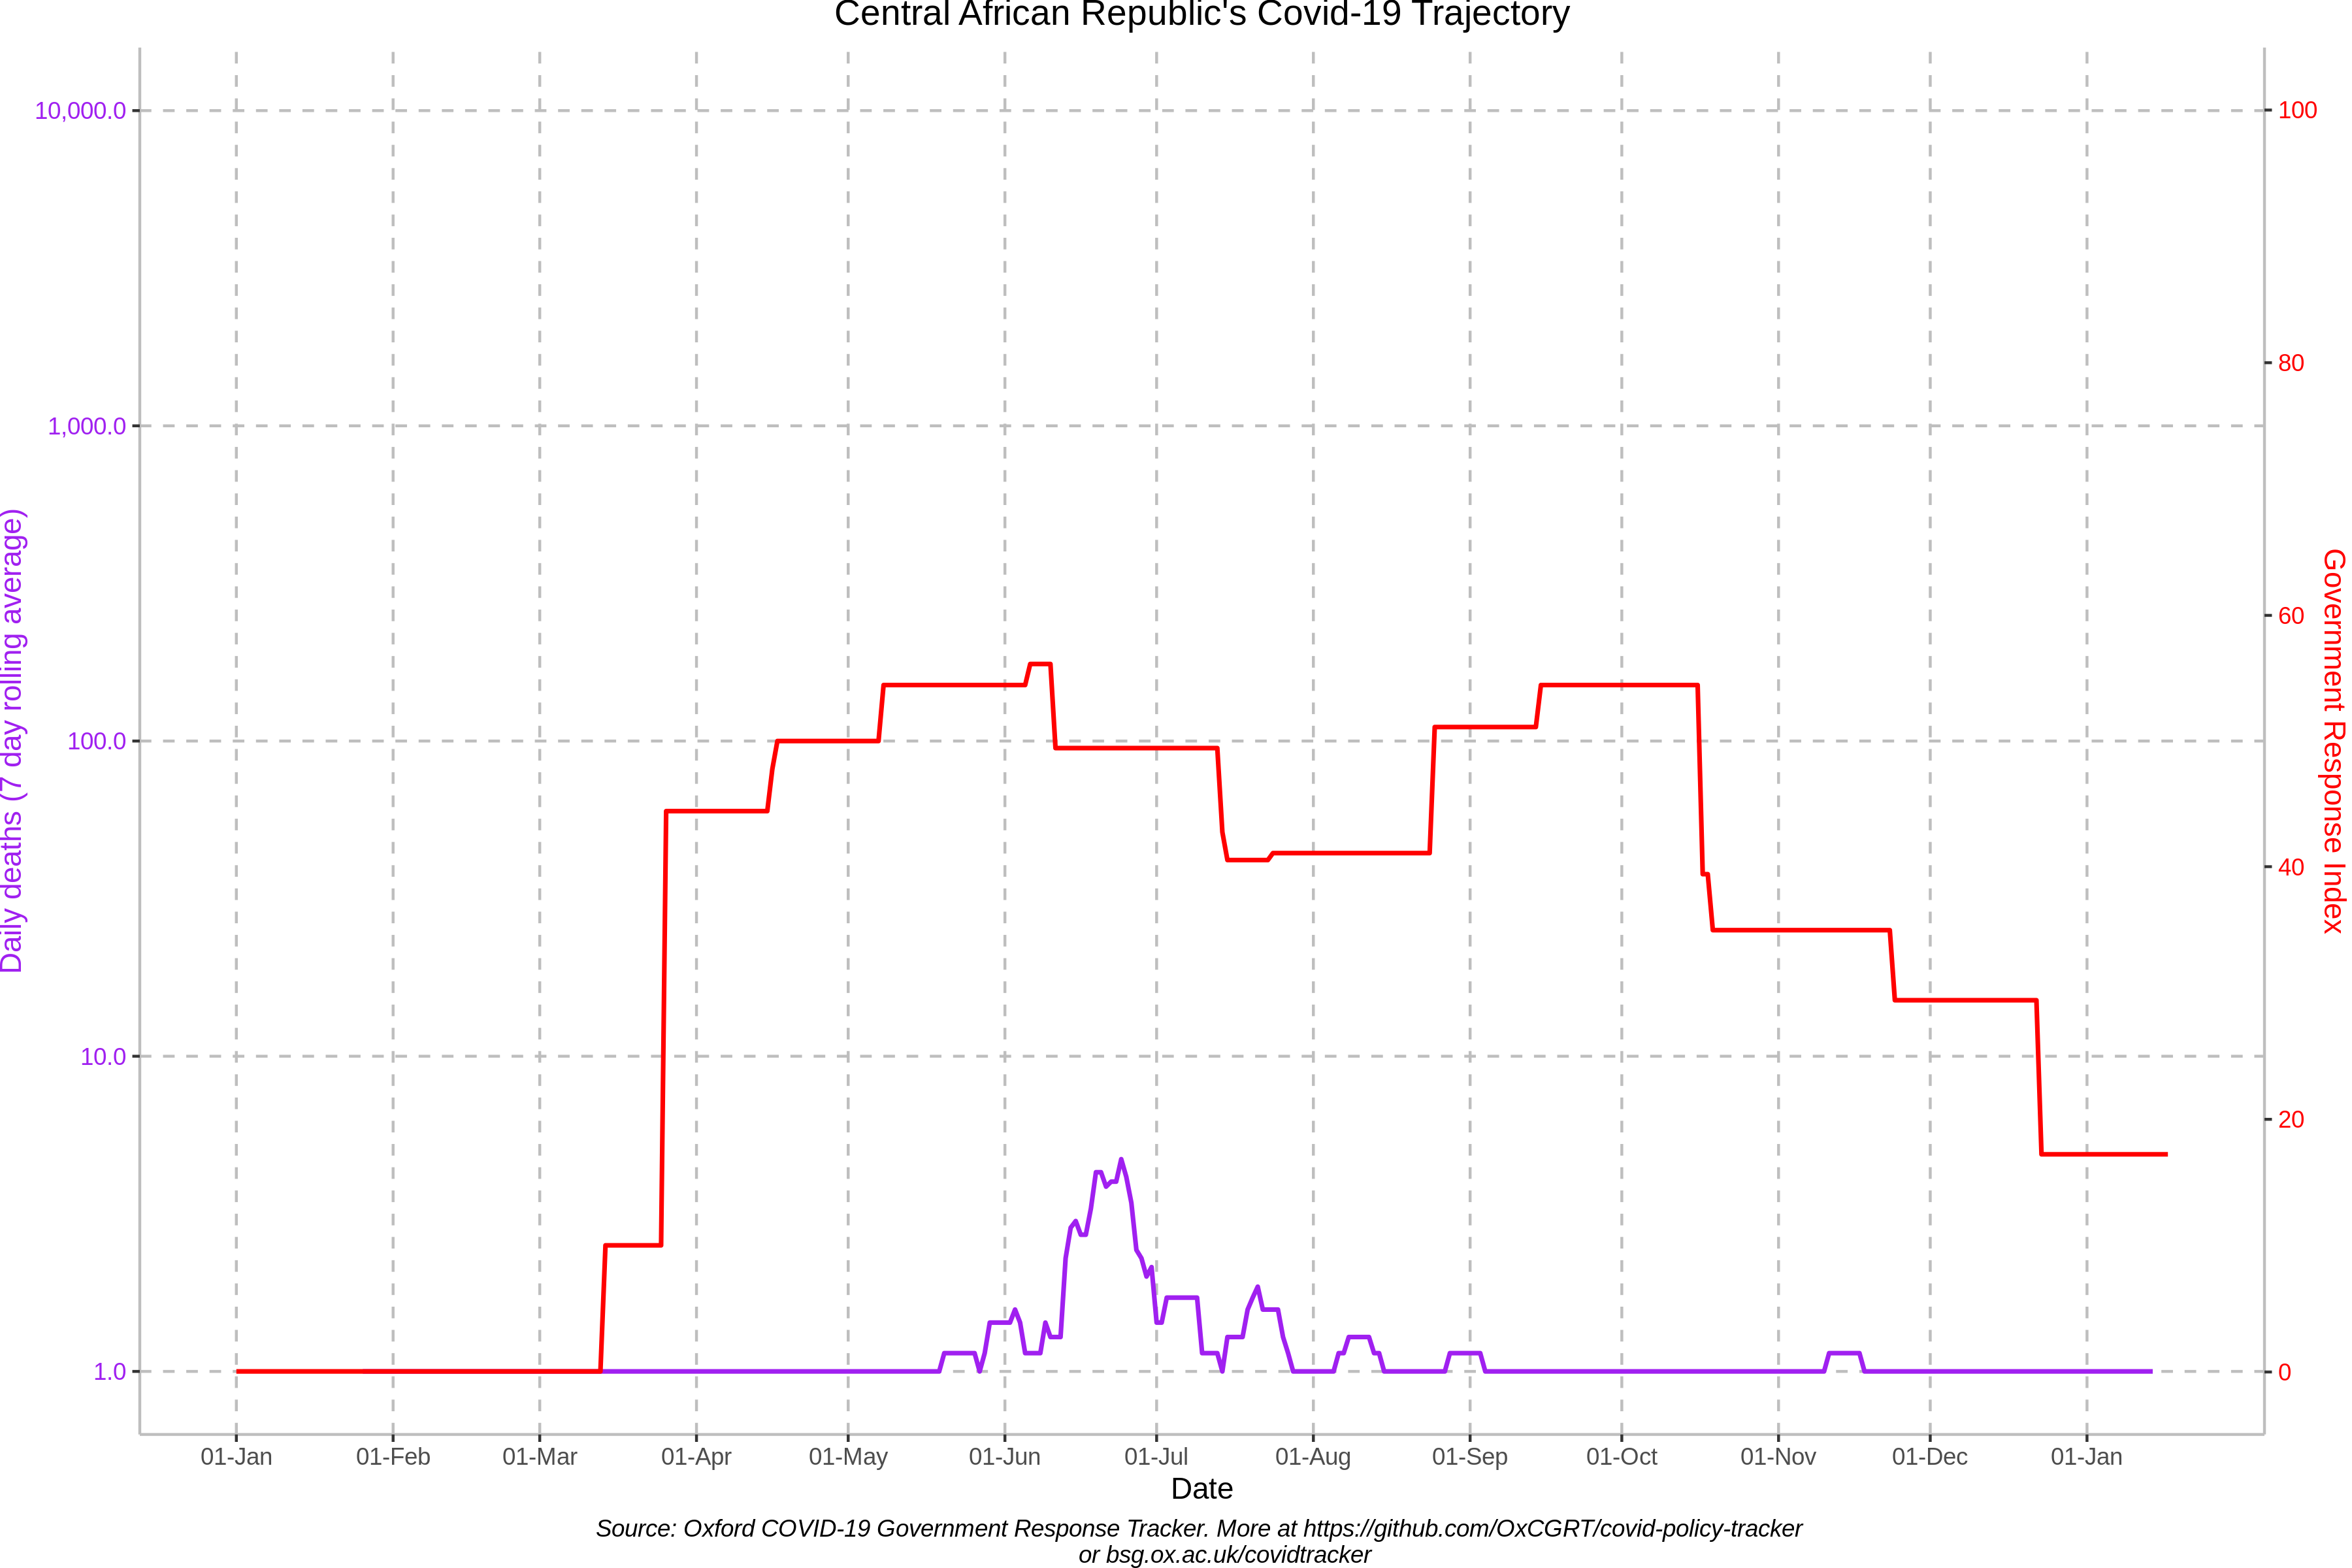 Central African Republic's Covid-19 Trajectory
10,000.0
1,000.0
100.0
10.0
1.0
Daily deaths (7 day rolling average)
100
80
60
40
20
0
Government Response Index
01-Jan 01-Feb 01-Mar 01-Apr 01-May 01-Jun 01-Jul 01-Aug 01-Sep 01-Oct 01-Nov 01-Dec 01-Jan
Date
Source: Oxford COVID-19 Government Response Tracker. More at https://github.com/OxCGRT/covid-policy-tracker
or bsg.ox.ac.uk/covidtracker